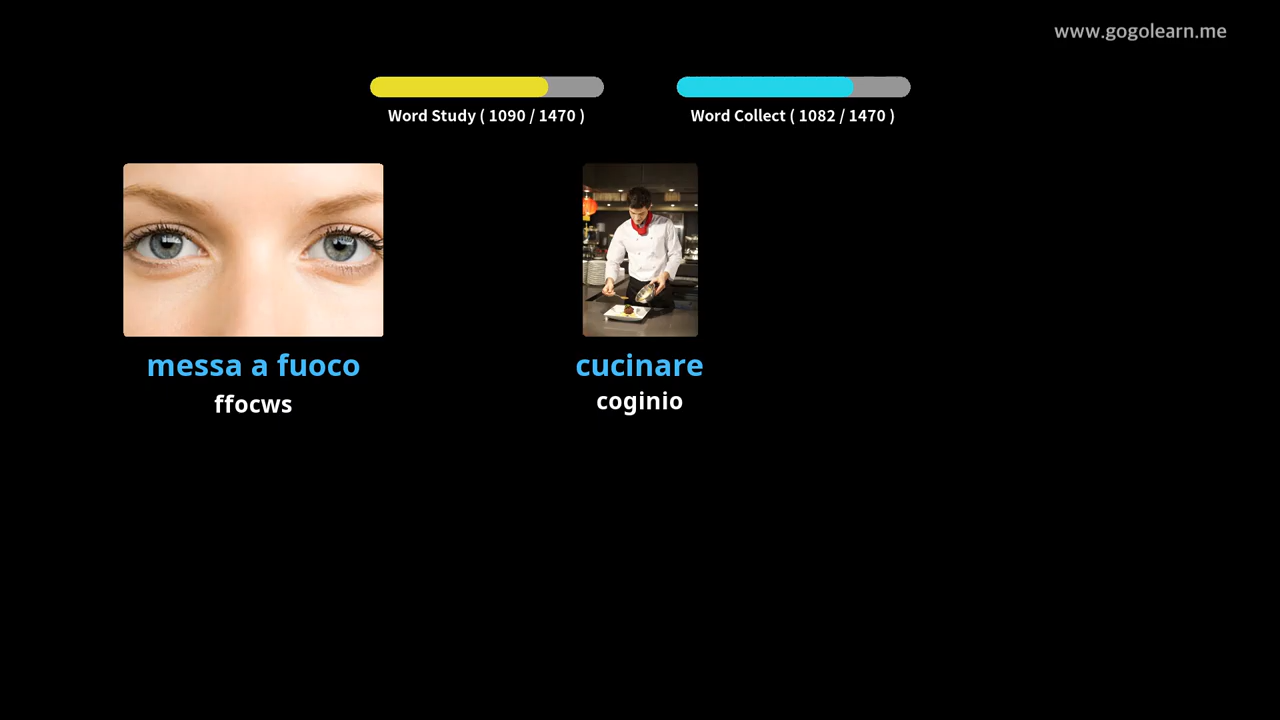 www.gogolearn.me
Word Study ( 1090 / 1470 )
Word Collect ( 1082 / 1470 )
messa a fuoco
ffocws
cucinare
coginio